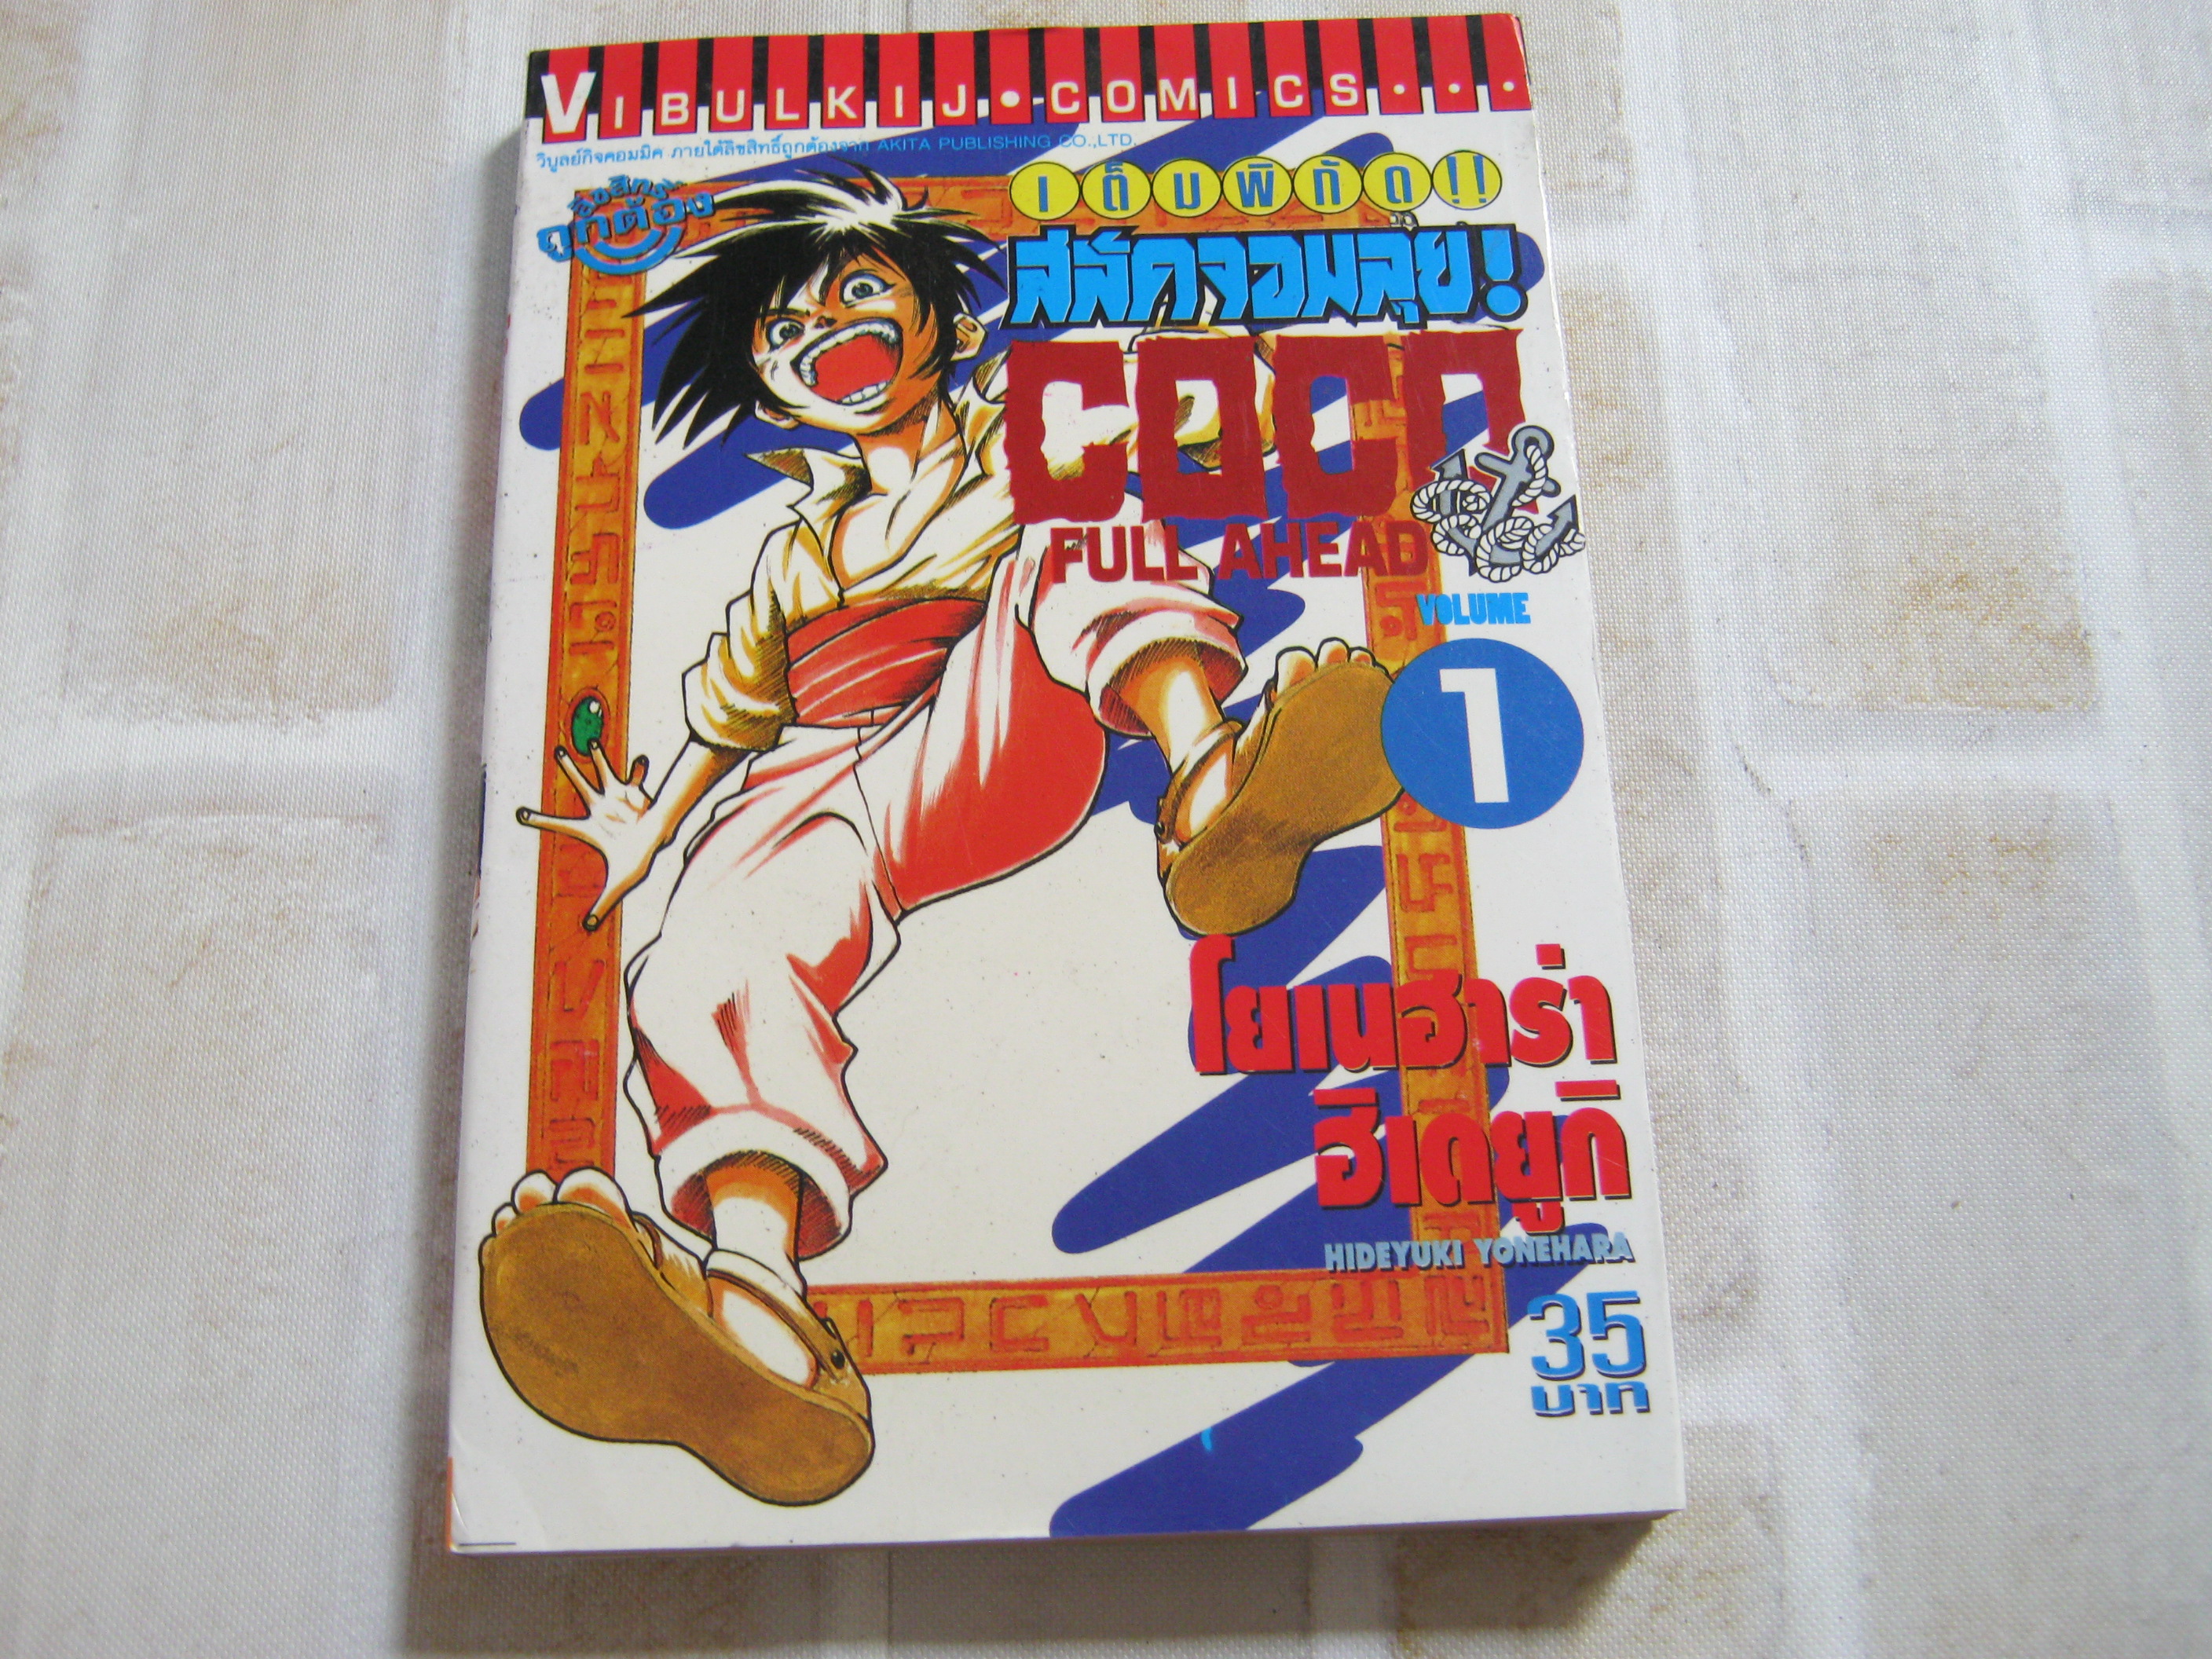 VIBULKIJ•COMICS...
วิบูลย์กิจคอมมิค ภายใต้ลิขสิทธิ์ถูกต้องจาก AKITA PUBLISHING CO.,LTD.
ลิขสิทธิ์
ถูกต้อง
เต็มพิกัด!!
สลัดจอมลุย!
COCO
FULL AHEAD
VOLUME
1
โยเนฮาร่า
ฮิเดยูกิ
HIDEYUKI YONEHARA
35
บาท